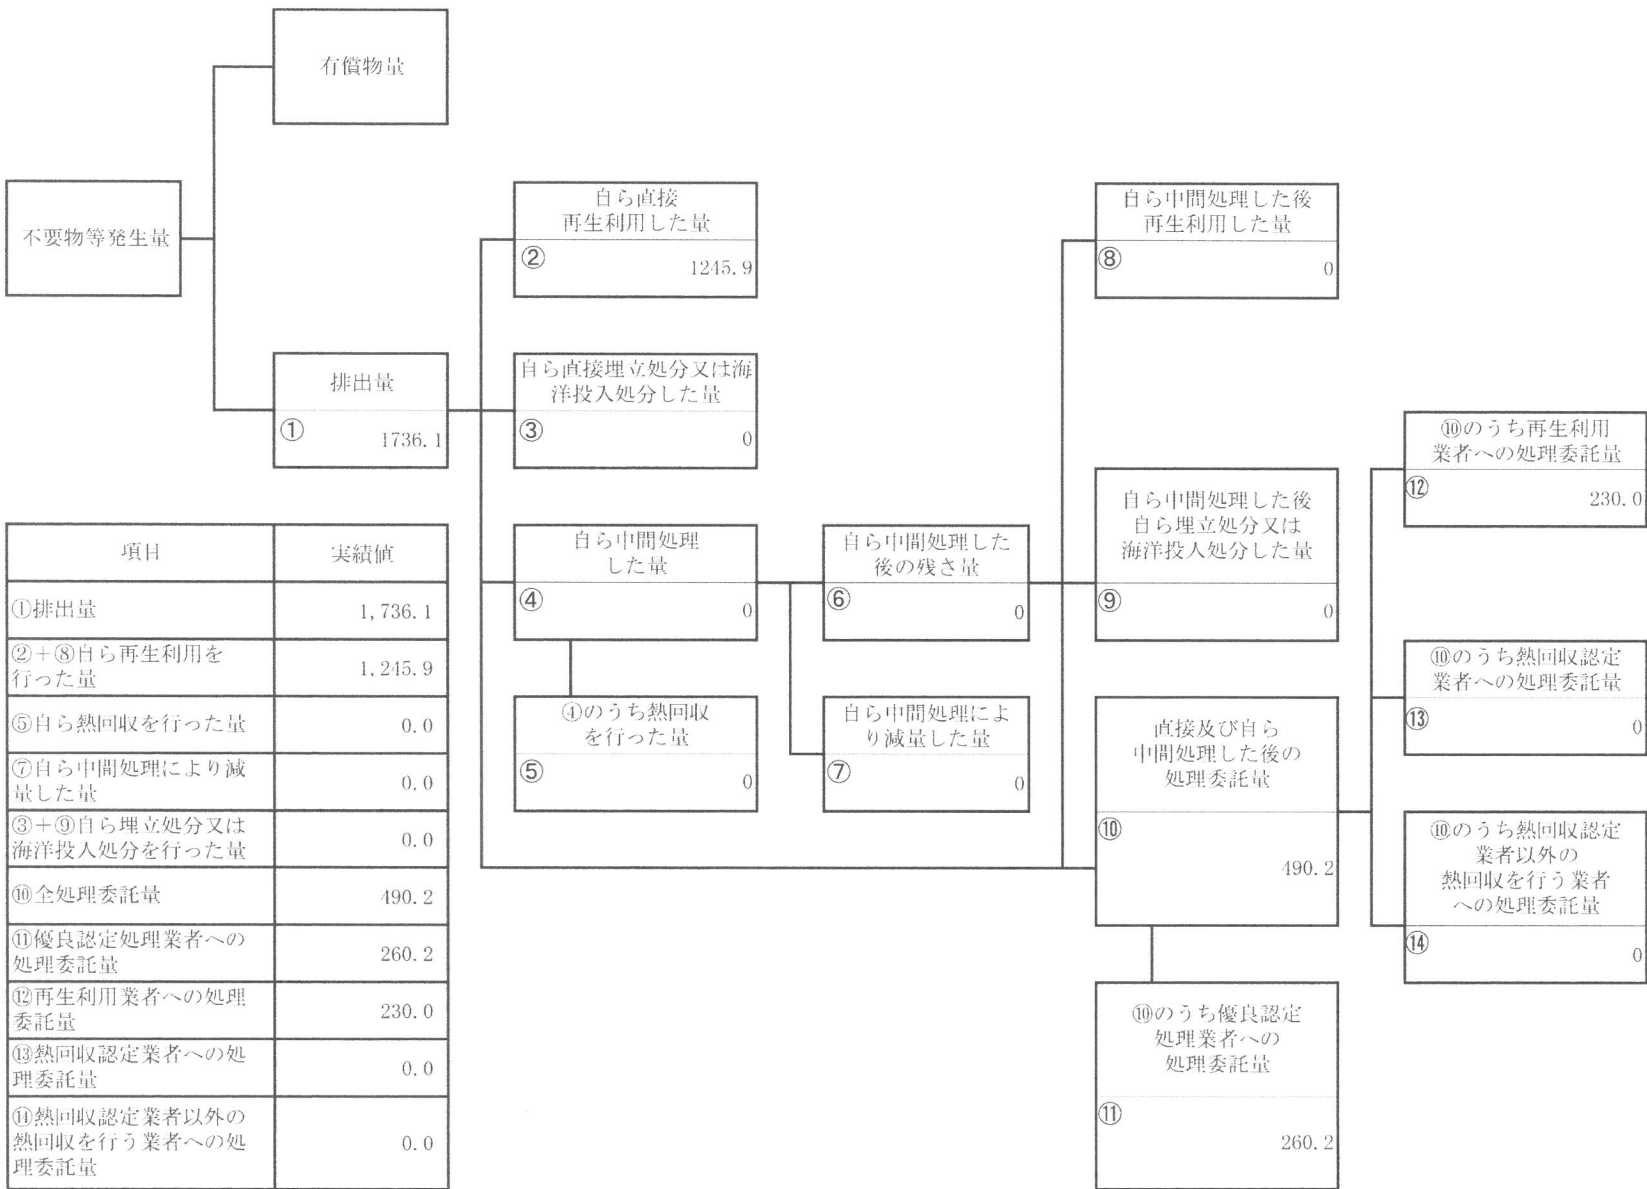 有償物量
不要物等発生量
排出量
①
1736.1
自ら直接
再生利用した量
②
1245.9
自ら直接埋立処分又は海
洋投入処分した量
③
0
自ら中間処理
した量
④
0
④のうち熱回収
を行った量
⑤
0
自ら中間処理した
後の残さ量
⑥
0
自ら中間処理によ
り減量した量
⑦
0
自ら中間処理した後
再生利用した量
⑧
0
自ら中間処理した後
自ら埋立処分又は
海洋投入処分した量
⑨
0
直接及び自ら
中間処理した後の
処理委託量
⑩
490.2
⑩のうち優良認定
処理業者への
処理委託量
⑪
260.2
⑩のうち再生利用
業者への処理委託量
⑫
230.0
⑩のうち熱回収認定
業者への処理委託量
⑬
0
⑩のうち熱回収認定
業者以外の
熱回収を行う業者
への処理委託量
⑭
0
項目 実績値
①排出量 1,736.1
②+⑧自ら再生利用を
行った量 1,245.9
⑤自ら熱回収を行った量 0.0
⑦自ら中間処理により減
量した量 0.0
③+⑨自ら埋立処分又は
海洋投入処分を行った量 0.0
⑩全処理委託量 490.2
⑪優良認定処理業者への
処理委託量 260.2
⑫再生利用業者への処理
委託量 230.0
⑬熱回収認定業者への処
理委託量 0.0
⑭熱回収認定業者以外の
熱回収を行う業者への処
理委託量 0.0